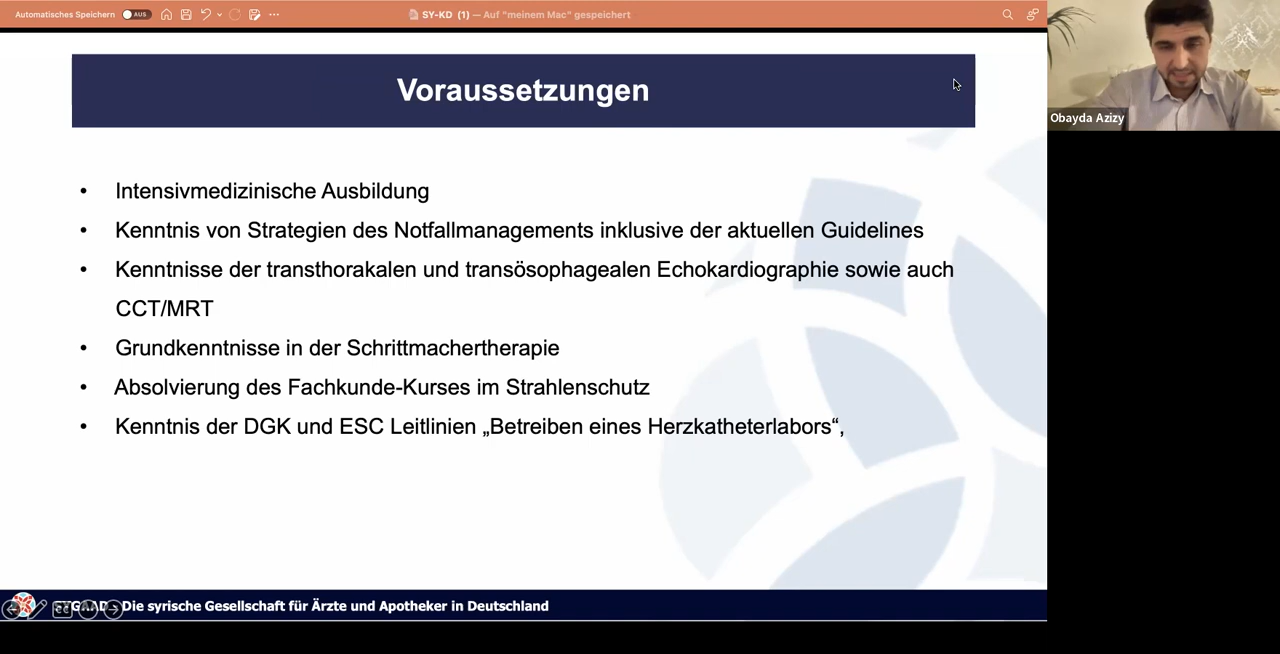 Automatisches Speichern AUS
SY-KD (1) — Auf "meinem Mac" gespeichert
Voraussetzungen
Obayda Azizy
• Intensivmedizinische Ausbildung
• Kenntnis von Strategien des Notfallmanagements inklusive der aktuellen Guidelines
• Kenntnisse der transthorakalen und transösophagealen Echokardiographie sowie auch
CCT/MRT
• Grundkenntnisse in der Schrittmachertherapie
• Absolvierung des Fachkunde-Kurses im Strahlenschutz
• Kenntnis der DGK und ESC Leitlinien „Betreiben eines Herzkatheterlabors“,
Die syrische Gesellschaft für Ärzte und Apotheker in Deutschland